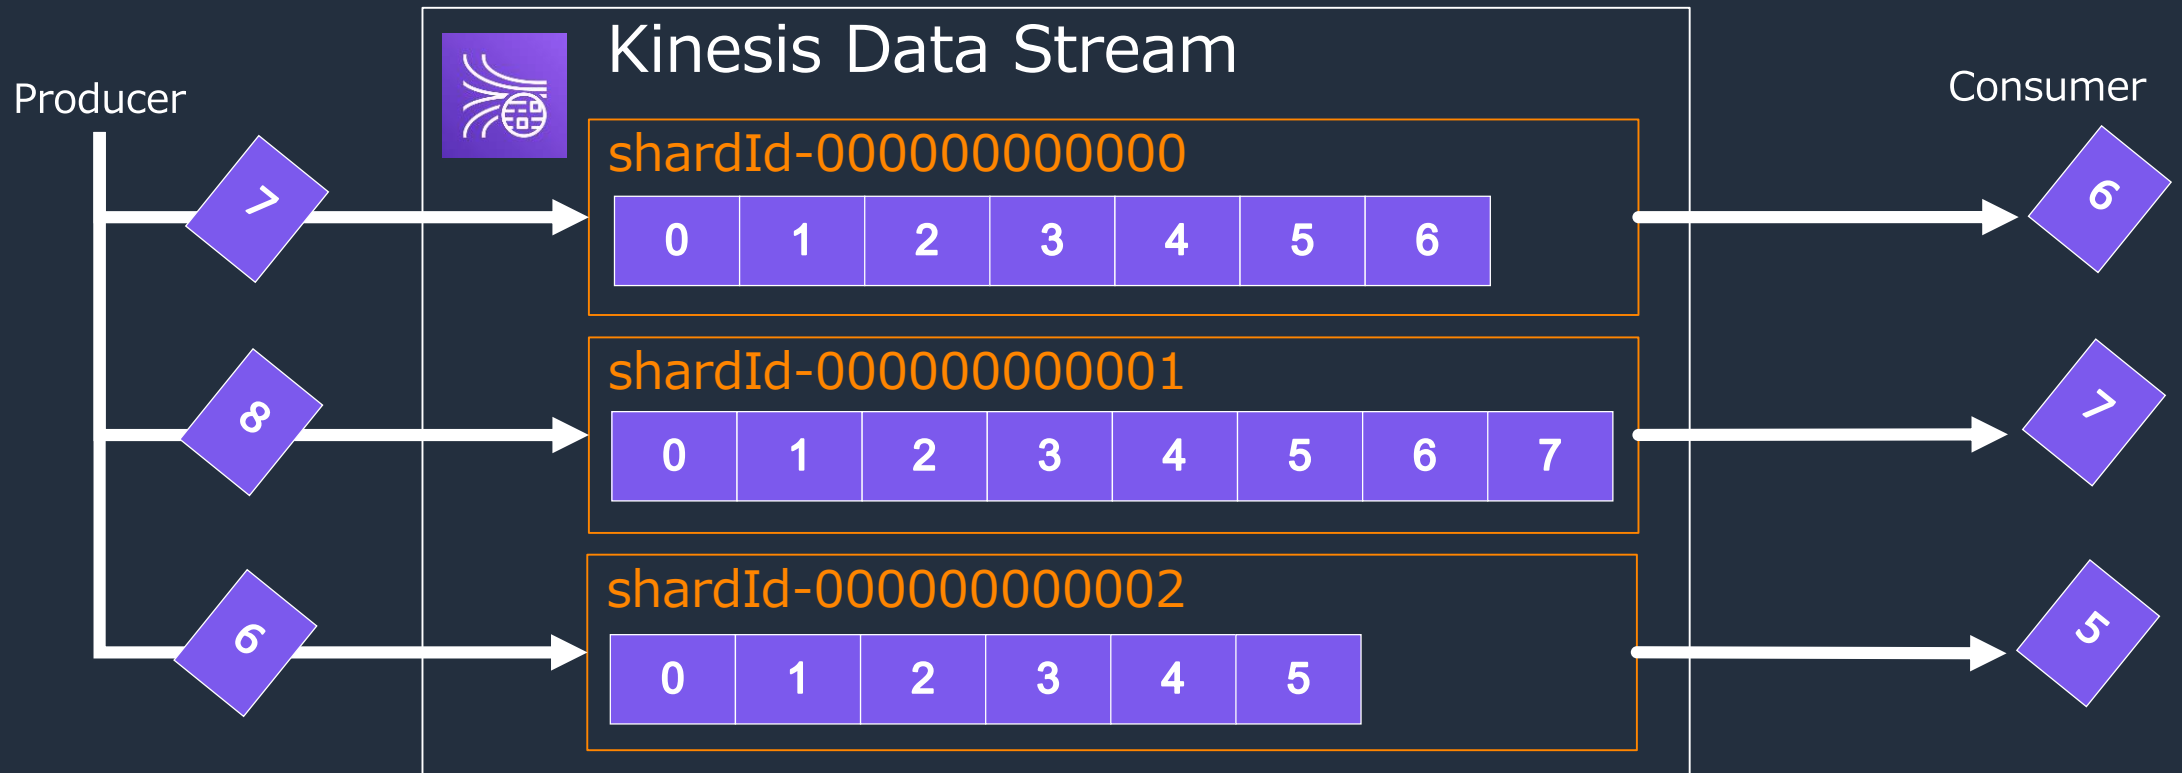 Kinesis Data Stream
Producer
Consumer
shardId-000000000000
7
0 1 2 3 4 5 6
6
shardId-000000000001
8
0 1 2 3 4 5 6 7
7
shardId-000000000002
6
0 1 2 3 4 5
5